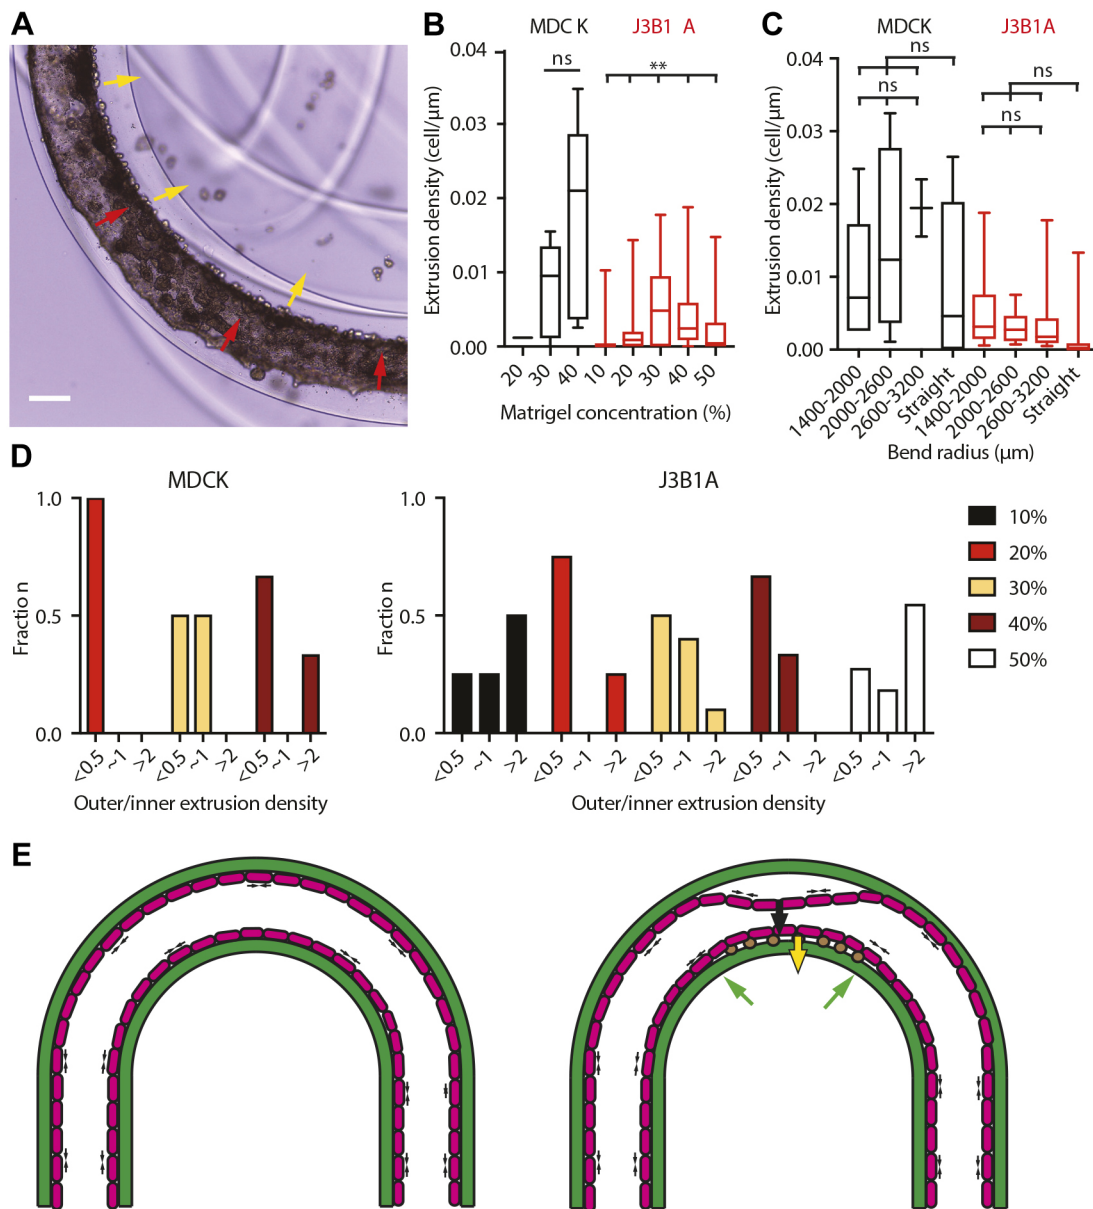 A
B
MDC K
J3B1 A
ns
**
Extrusion density (cell/μm)
0.04
0.03
0.02
0.01
0.00
20
30
40
10
20
30
40
50
Matrigel concentration (%)
C
MDCK
J3B1A
ns
ns
ns
ns
Extrusion density (cell/μm)
0.04
0.03
0.02
0.01
0.00
1400-2000
2000-2600
2600-3200
Straight
1400-2000
2000-2600
2600-3200
Straight
Bend radius (μm)
D
MDCK
Fractio n
1.0
0.5
0.0
<0.5
~1
>2
<0.5
~1
>2
<0.5
~1
>2
Outer/inner extrusion density
J3B1A
Fractio n
1.0
0.5
0.0
<0.5
~1
>2
<0.5
~1
>2
<0.5
~1
>2
<0.5
~1
>2
<0.5
~1
>2
Outer/inner extrusion density
10%
20%
30%
40%
50%
E